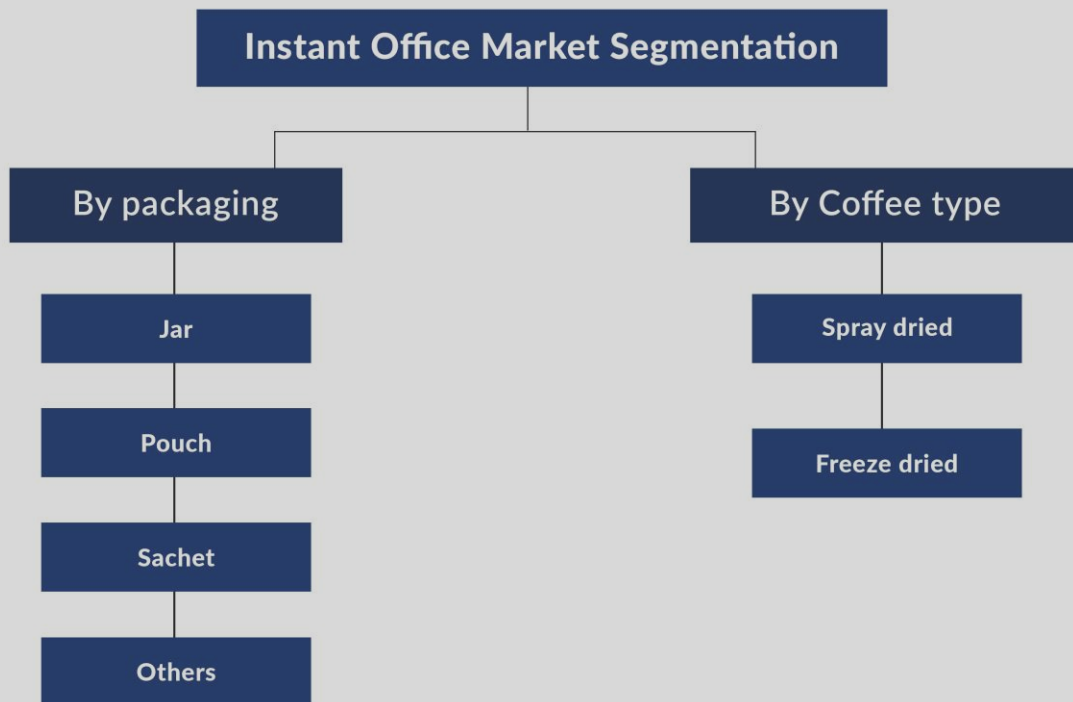 Instant Office Market Segmentation
By packaging
Jar
Pouch
Sachet
Others
By Coffee type
Spray dried
Freeze dried